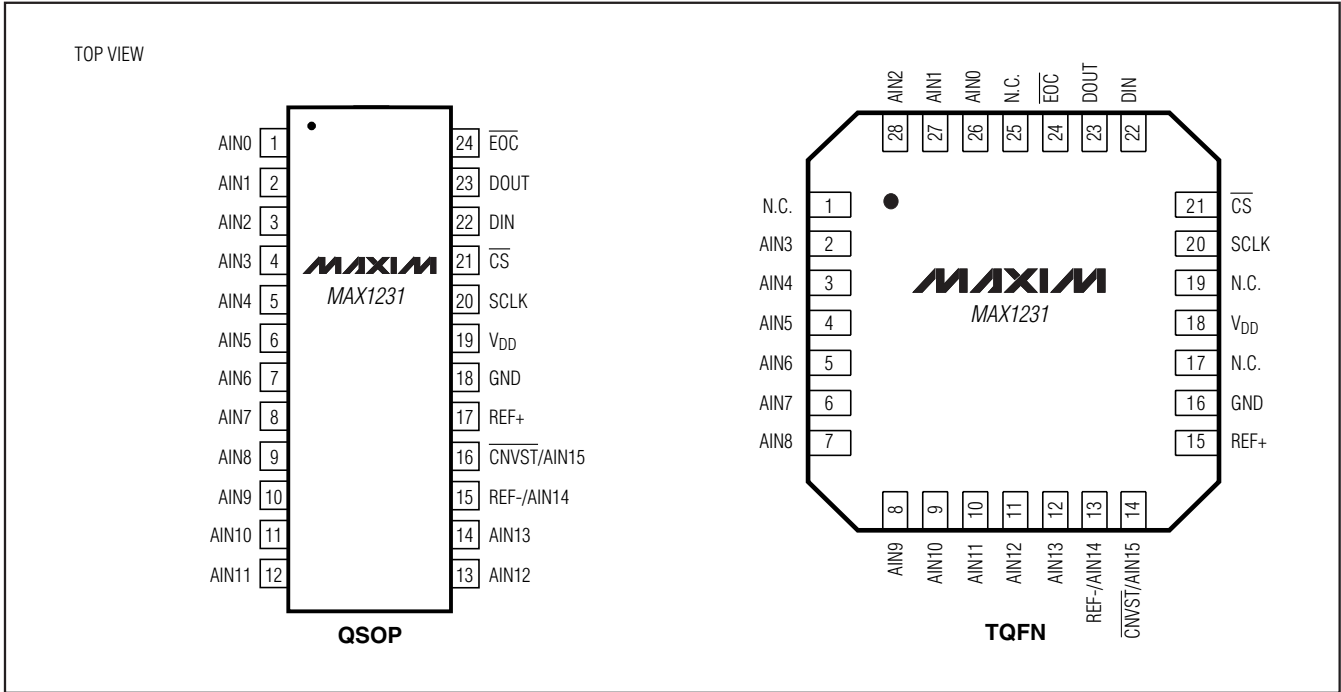 TOP VIEW
AIN0 1
AIN1 2
AIN2 3
AIN3 4
AIN4 5
AIN5 6
AIN6 7
AIN7 8
AIN8 9
AIN9 10
AIN10 11
AIN11 12
MAXIM
MAX1231
24 EOC
23 DOUT
22 DIN
21 CS
20 SCLK
19 VDD
18 GND
17 REF+
16 CNVST/AIN15
15 REF-/AIN14
14 AIN13
13 AIN12
QSOP
AIN2 28
AIN1 27
AIN0 26
N.C. 25
EOC 24
DOUT 23
DIN 22
N.C. 1
AIN3 2
AIN4 3
AIN5 4
AIN6 5
AIN7 6
AIN8 7
MAXIM
MAX1231
21 CS
20 SCLK
19 N.C.
18 VDD
17 N.C.
16 GND
15 REF+
8 AIN9
9 AIN10
10 AIN11
11 AIN12
12 AIN13
13 REF-/AIN14
14 CNVST/AIN15
TQFN